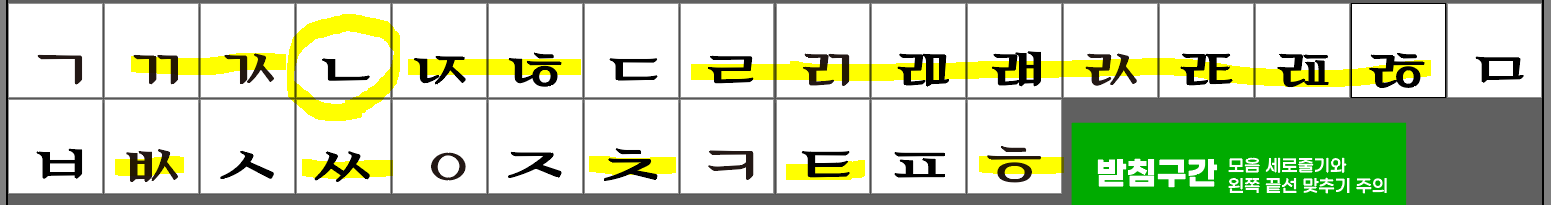 ㄱ ㄲ ㄳ ㄴ ㄵ ㄶ ㄷ ㄹ ㄺ ㄻ ㄼ ㄽ ㄾ ㄿ ㅀ ㅁ
ㅂ ㅄ ㅅ ㅆ ㅇ ㅈ ㅊ ㅋ ㅌ ㅍ ㅎ
받침구간 모음 세로줄기와
왼쪽 끝선 맞추기 주의